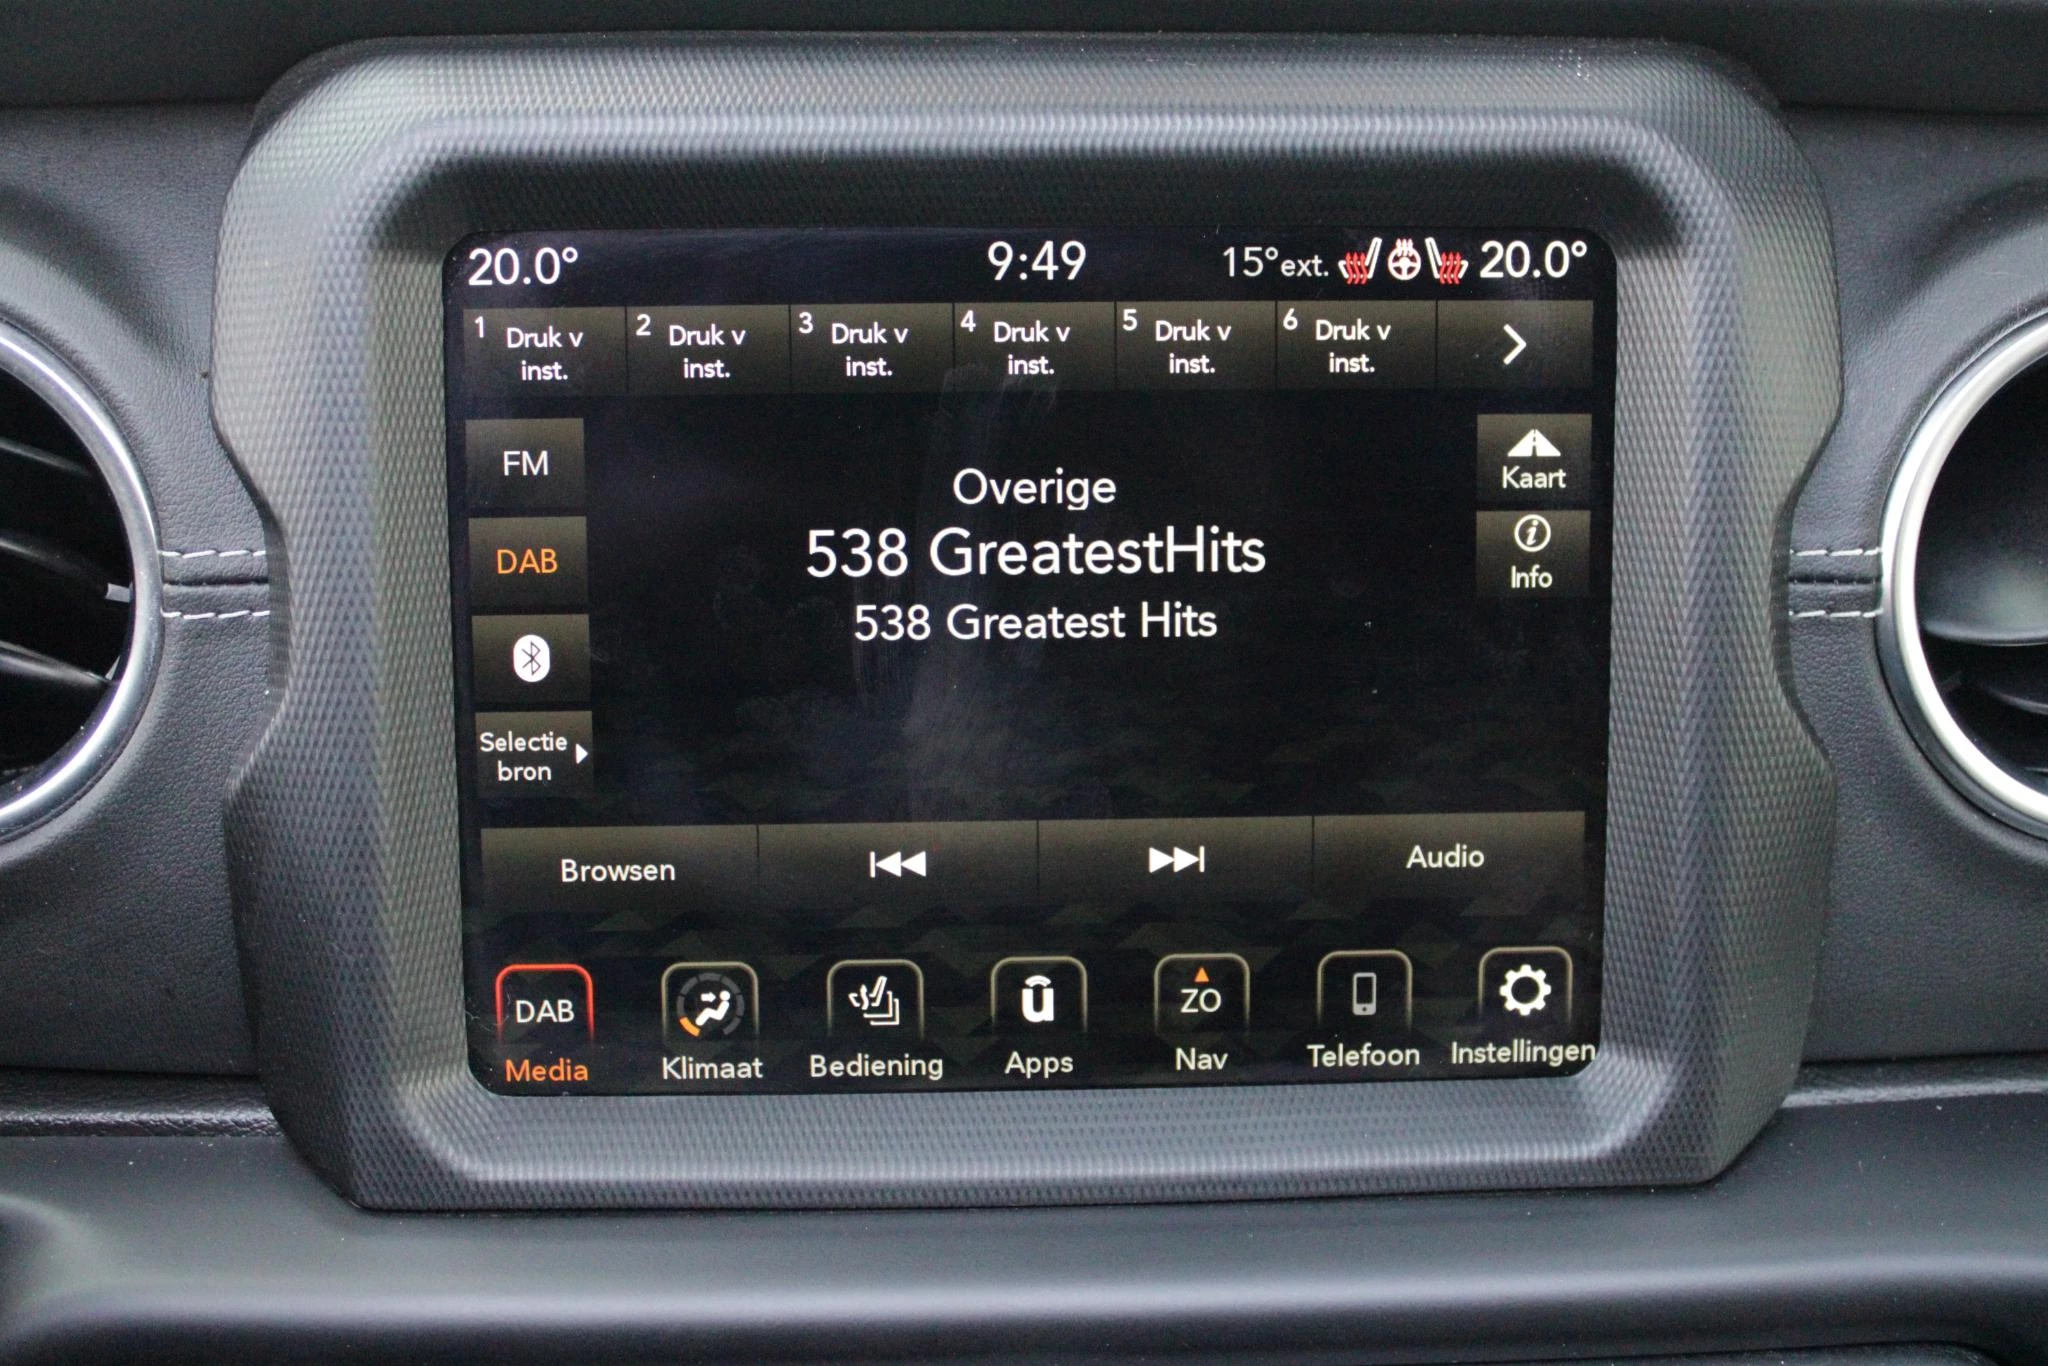 20.0° 9:49 15°ext. 20.0°
1 Druk v inst.
2 Druk v inst.
3 Druk v inst.
4 Druk v inst.
5 Druk v inst.
6 Druk v inst.
FM
DAB
Selectie
bron
Overige
538 GreatestHits
538 Greatest Hits
Kaart
Info
Browsen Audio
DAB ZO
Media Klimaat Bediening Apps Nav Telefoon Instellingen